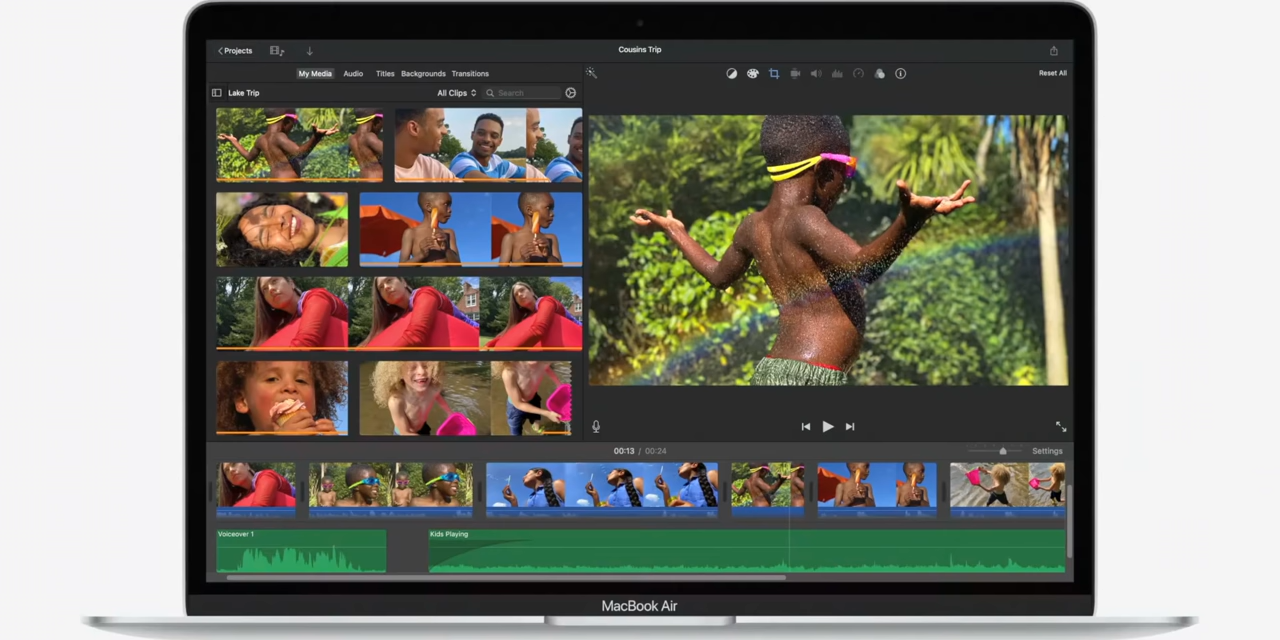 Projects
Cousins Trip
My Media Audio Titles Backgrounds Transitions
Reset All
Lake Trip
All Clips
Search
00:13 / 00:24
Settings
Voiceover 1
Kids Playing
MacBook Air